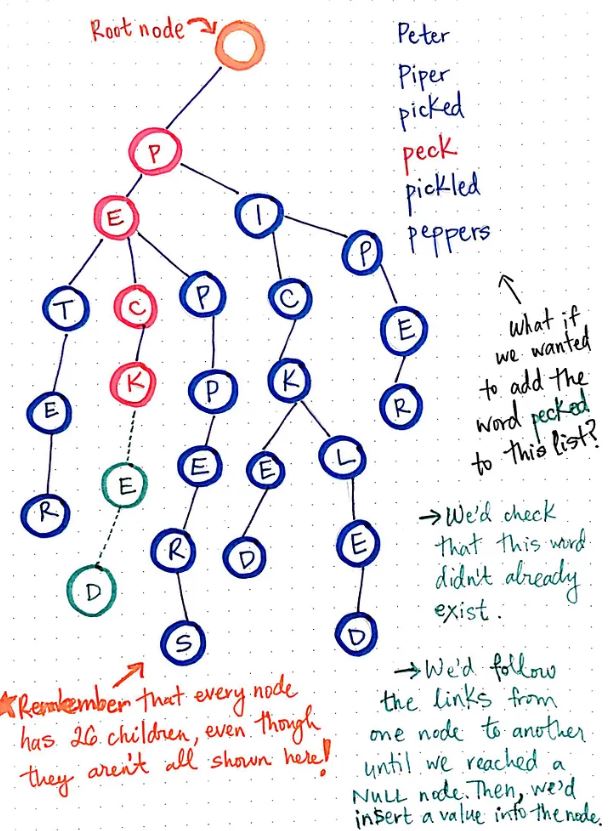 Root node
Peter
Piper
picked
peck
pickled
peppers
P
E
I
P
T
C
P
C
E
E
K
P
K
R
R
E
E
E
L
D
R
D
E
S
D
What if
we wanted
to add the
word pecked
to this list?
→ We'd check
that this word
didn't already
exist.
→ We'd follow
the links from
one node to another
until we reached a
NULL node. Then, we'd
insert a value into the node.
★Remember that every node
has 26 children, even though
they aren't all shown here!